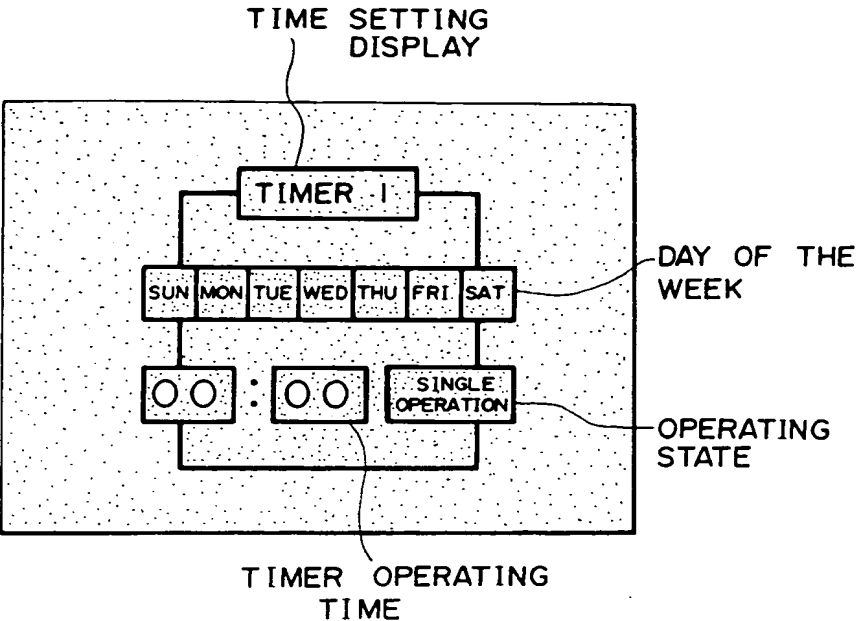 TIME SETTING
DISPLAY
TIMER 1
SUN MON TUE WED THU FRI SAT
DAY OF THE
WEEK
00 : 00
SINGLE
OPERATION
OPERATING
STATE
TIMER OPERATING
TIME